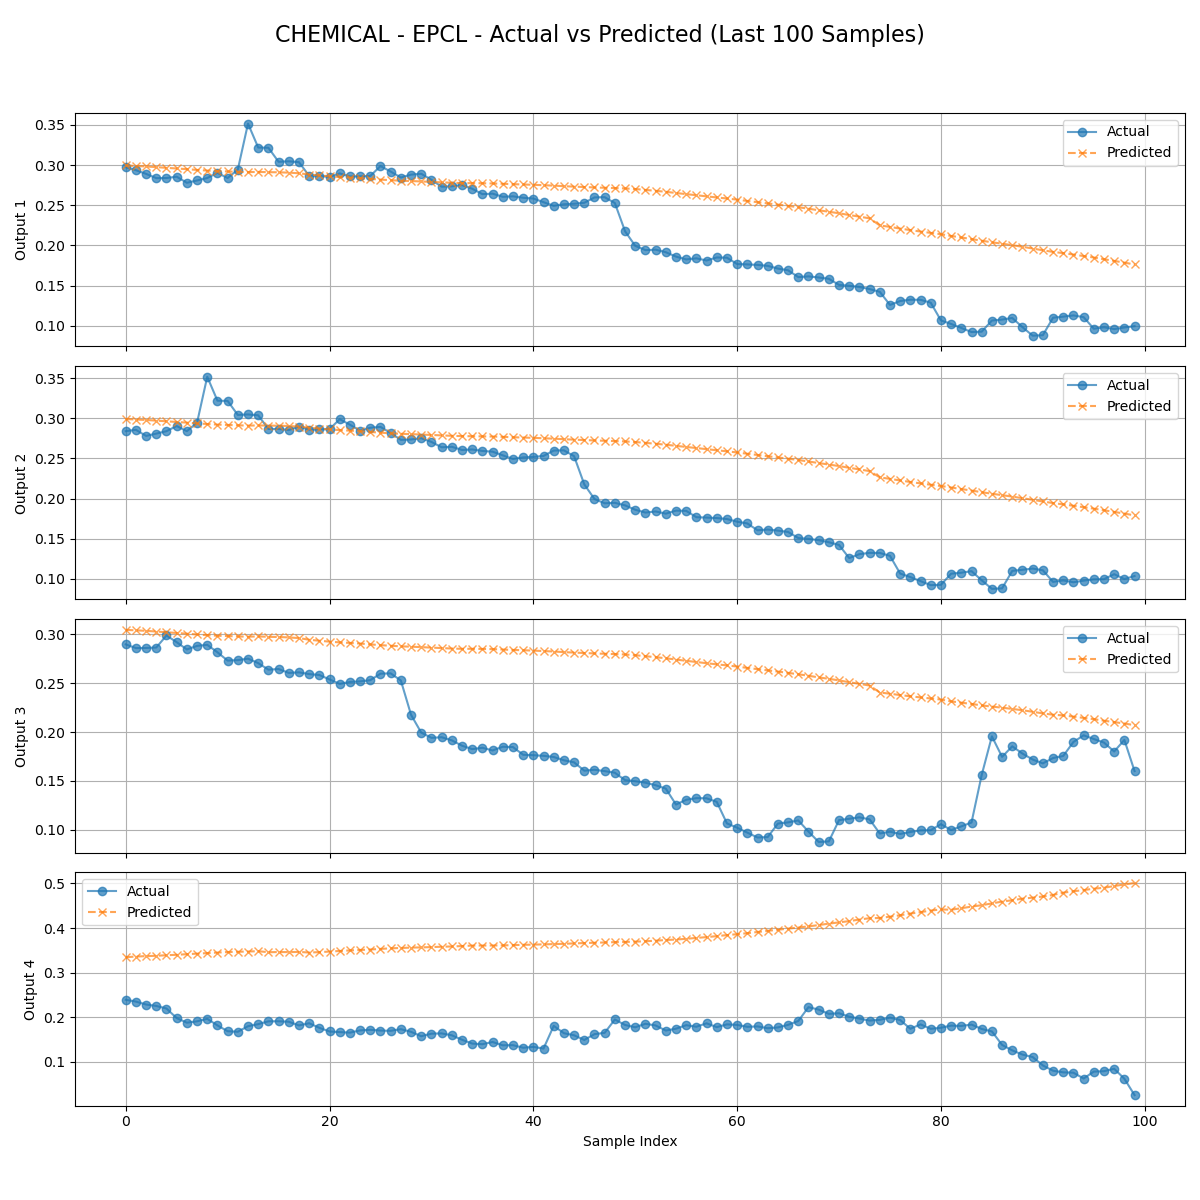 CHEMICAL - EPCL - Actual vs Predicted (Last 100 Samples)
0.35
0.30
0.25
0.20
0.15
0.10
Output 1
Actual
Predicted
0.35
0.30
0.25
0.20
0.15
0.10
Output 2
Actual
Predicted
0.30
0.25
0.20
0.15
0.10
Output 3
Actual
Predicted
0.5
0.4
0.3
0.2
0.1
Output 4
Actual
Predicted
0 20 40 60 80 100
Sample Index